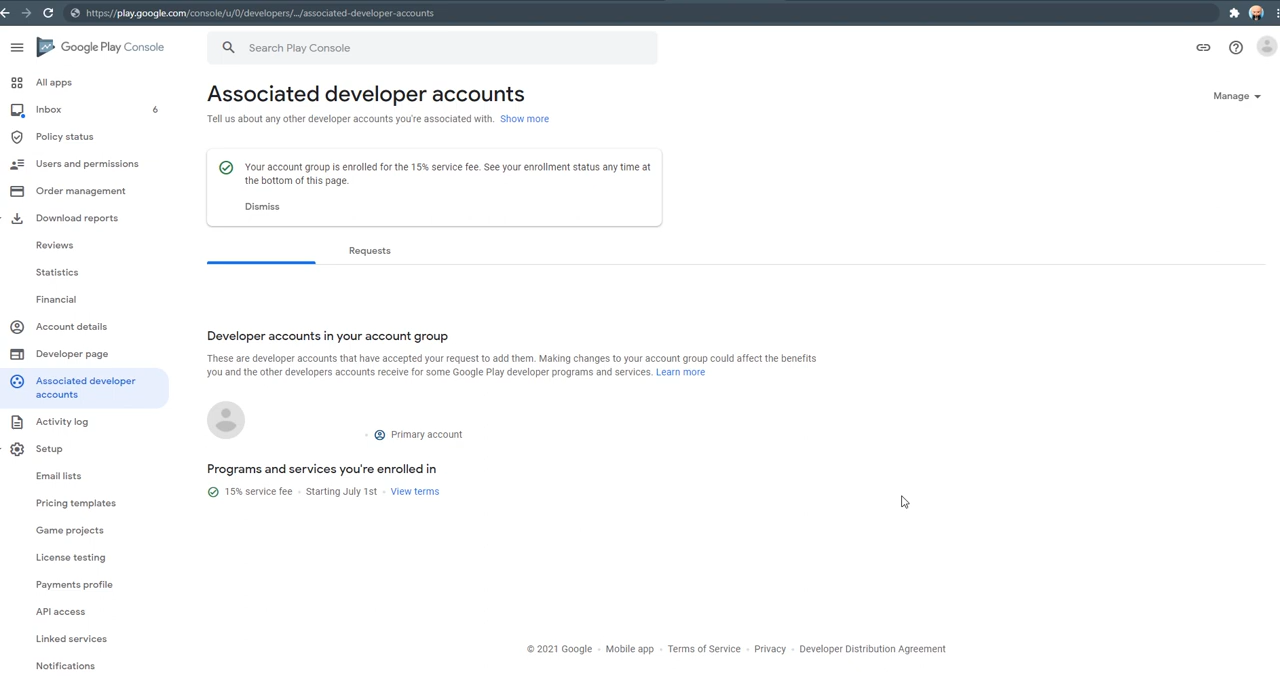 https://play.google.com/console/u/0/developers/.../associated-developer-accounts
Google Play Console
Search Play Console
All apps
Inbox 6
Policy status
Users and permissions
Order management
Download reports
Reviews
Statistics
Financial
Account details
Developer page
Associated developer
accounts
Activity log
Setup
Email lists
Pricing templates
Game projects
License testing
Payments profile
API access
Linked services
Notifications
Associated developer accounts
Manage
Tell us about any other developer accounts you're associated with. Show more
Your account group is enrolled for the 15% service fee. See your enrollment status any time at
the bottom of this page.
Dismiss
Requests
Developer accounts in your account group
These are developer accounts that have accepted your request to add them. Making changes to your account group could affect the benefits
you and the other developers accounts receive for some Google Play developer programs and services. Learn more
Primary account
Programs and services you're enrolled in
15% service fee • Starting July 1st • View terms
© 2021 Google • Mobile app • Terms of Service • Privacy • Developer Distribution Agreement